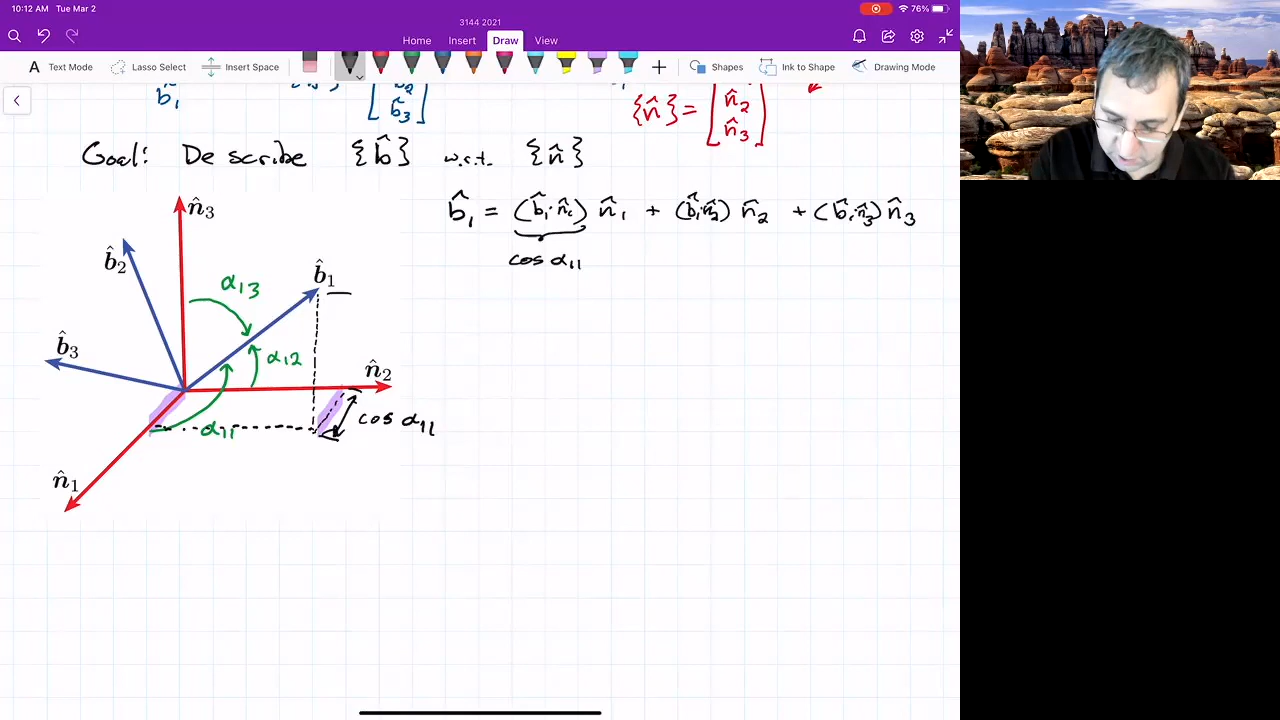 10:12 AM Tue Mar 2
76%
3144 2021
Home Insert Draw View
Text Mode Lasso Select Insert Space Shapes Ink to Shape Drawing Mode
b̂₁
b̂₃
{n̂} = [n̂₂ n̂₃]
Goal: Describe {b̂} w.r.t. {n̂}
b̂₁ = (b̂₁·n̂₁) n̂₁ + (b̂₁·n̂₂) n̂₂ + (b̂₁·n̂₃) n̂₃
cos α₁₁
n̂₃
b̂₂
b̂₁
α₁₃
b̂₃
α₁₂
n̂₂
cos α₁₁
α₁₁
n̂₁